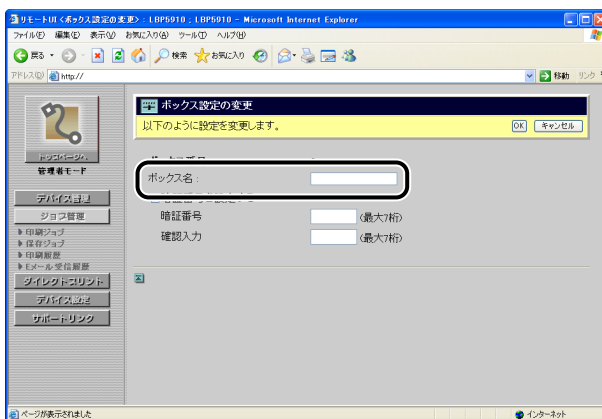 リモートUI <ボックス設定の変更> : LBP5910 ; LBP5910 - Microsoft Internet Explorer
ファイル(F) 編集(E) 表示(V) お気に入り(A) ツール(T) ヘルプ(H)
戻る 検索 お気に入り
アドレス(D) http:// 移動 リンク
ボックス設定の変更
以下のように設定を変更します。 OK キャンセル
トップページへ
管理者モード
ボックス名 :
デバイス管理
ジョブ管理
暗証番号 (最大7桁)
確認入力 (最大7桁)
印刷ジョブ
保存ジョブ
印刷履歴
Eメール受信履歴
ダイレクトプリント
デバイス設定
サポートリンク
ページが表示されました インターネット